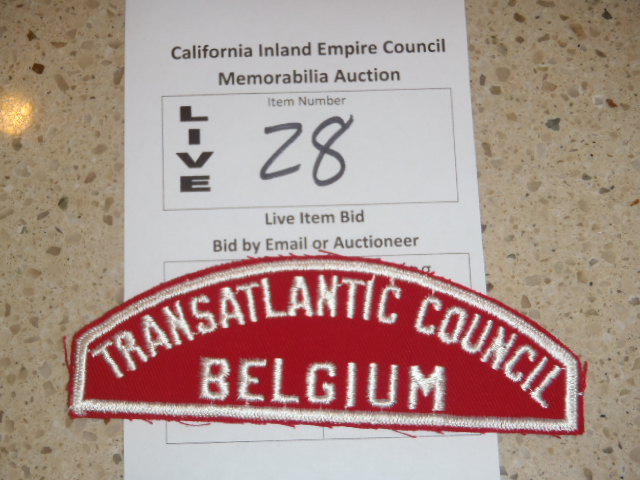 California Inland Empire Council
Memorabilia Auction
Item Number
LIVE
28
Live Item Bid
Bid by Email or Auctioneer
TRANSATLANTIC COUNCIL
BELGIUM